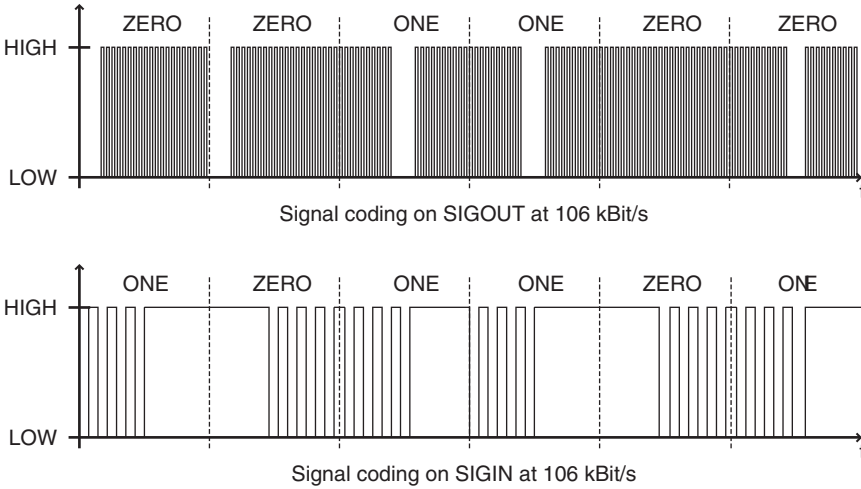 ZERO ZERO ONE ONE ZERO ZERO
HIGH
LOW
Signal coding on SIGOUT at 106 kBit/s
ONE ZERO ONE ONE ZERO ONE
HIGH
LOW
Signal coding on SIGIN at 106 kBit/s